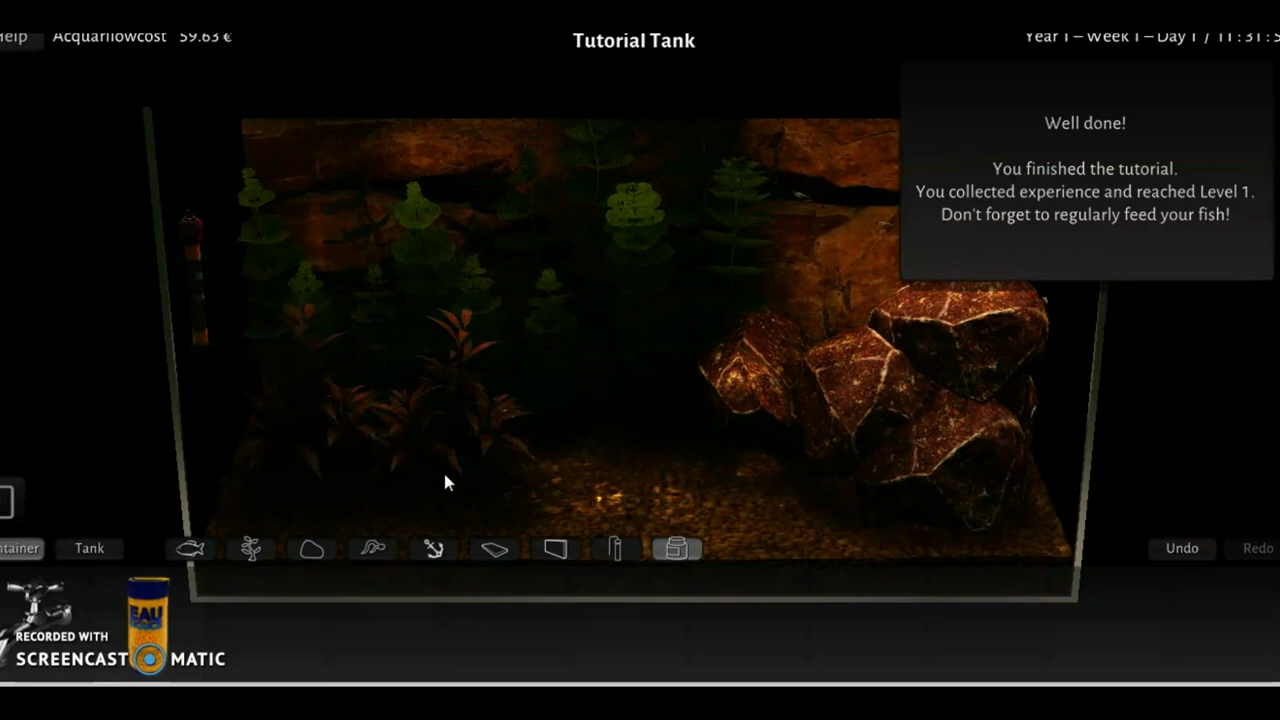 Help Acquariowcost 59.63 €
Tutorial Tank
Year 1 – Week 1 – Day 1 / 11:31:5
Well done!
You finished the tutorial.
You collected experience and reached Level 1.
Don't forget to regularly feed your fish!
ntainer Tank
Undo Redo
EAU
RECORDED WITH
SCREENCAST MATIC